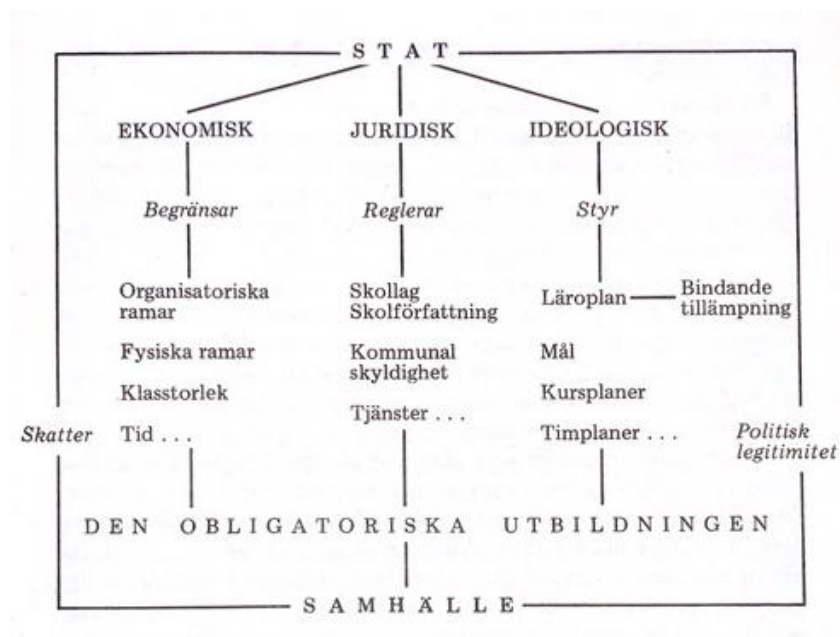 STAT
EKONOMISK JURIDISK IDEOLOGISK
Begränsar Reglerar Styr
Organisatoriska
ramar
Fysiska ramar
Klasstorlek
Tid . . .
Skollag
Skolförfattning
Kommunal
skyldighet
Tjänster . . .
Läroplan
Bindande
tillämpning
Mål
Kursplaner
Timplaner . . .
Skatter
Politisk
legitimitet
DEN OBLIGATORISKA UTBILDNINGEN
SAMHÄLLE